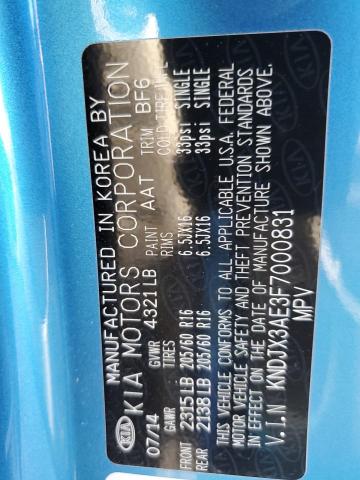 MANUFACTURED IN KOREA BY
KIA KIA MOTORS CORPORATION
07/14 GVWR 4321LB PAINT AAT TRIM BF6
GAWR TIRES RIMS COLD TIRE INFL
FRONT 2315LB 205/60 R16 6.5JX16 33psi SINGLE
REAR 2138LB 205/60 R16 6.5JX16 33psi SINGLE
THIS VEHICLE CONFORMS TO ALL APPLICABLE U.S.A. FEDERAL
MOTOR VEHICLE SAFETY AND THEFT PREVENTION STANDARDS
IN EFFECT ON THE DATE OF MANUFACTURE SHOWN ABOVE.
V.I.N KNDJX3AE3F7000831
MPV